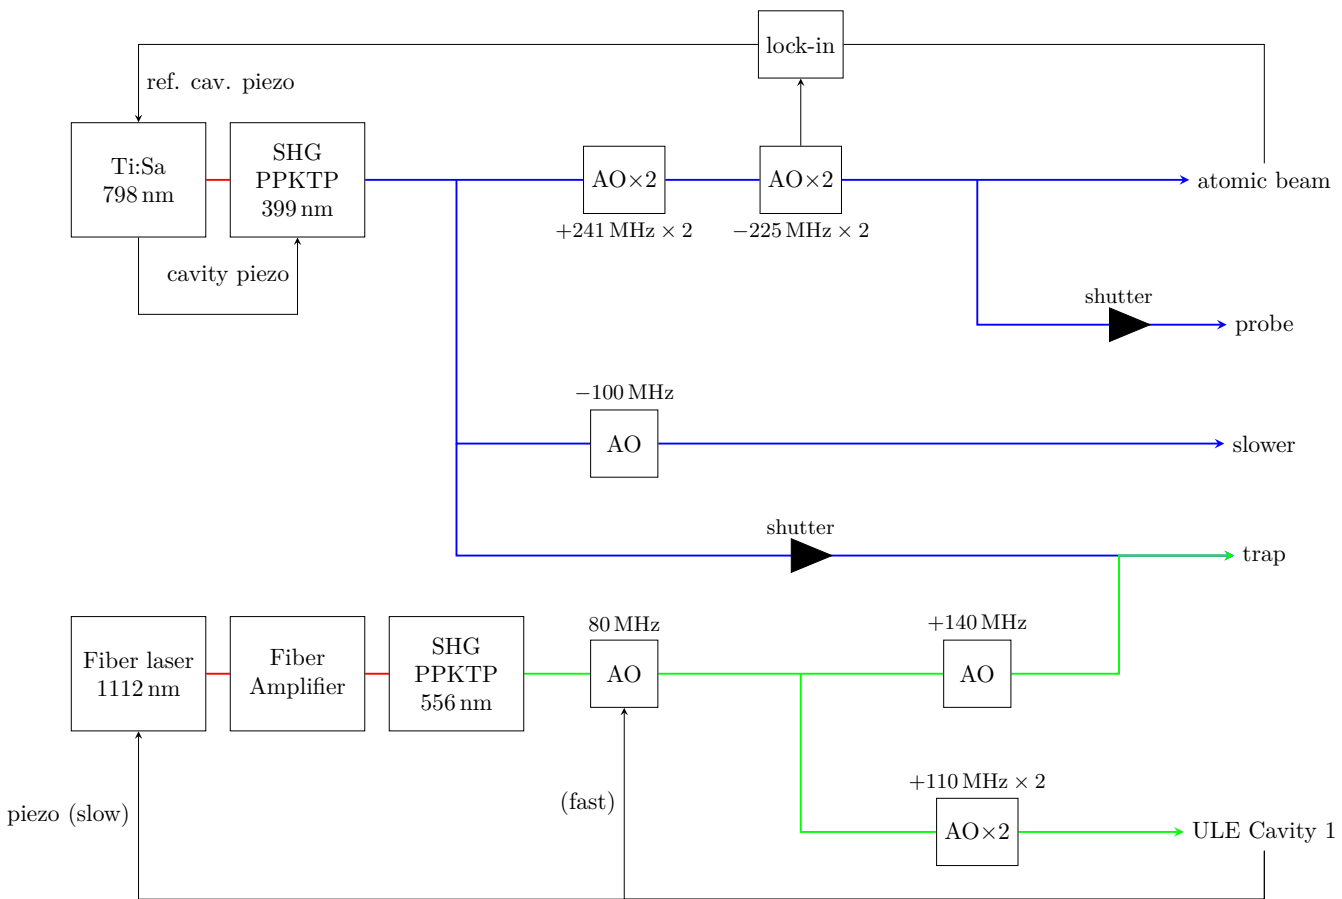 lock-in
ref. cav. piezo
Ti:Sa
798 nm
SHG
PPKTP
399 nm
AO×2
AO×2
atomic beam
+241 MHz × 2
−225 MHz × 2
cavity piezo
shutter
probe
−100 MHz
AO
slower
shutter
trap
Fiber laser
1112 nm
Fiber
Amplifier
SHG
PPKTP
556 nm
80 MHz
AO
+140 MHz
AO
piezo (slow)
(fast)
+110 MHz × 2
AO×2
ULE Cavity 1